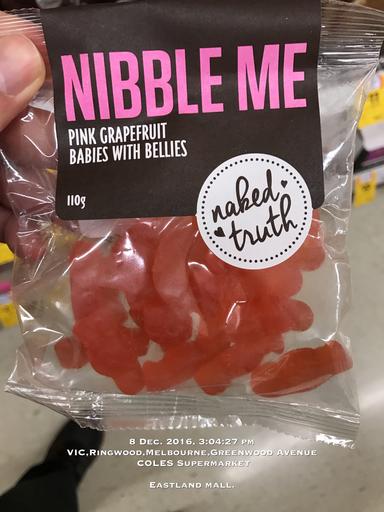 NIBBLE ME
PINK GRAPEFRUIT
BABIES WITH BELLIES
110g
naked
truth
8 Dec. 2016, 3:04:27 PM
VIC,Ringwood,Melbourne,Greenwood Avenue
COLES Supermarket
Eastland mall.